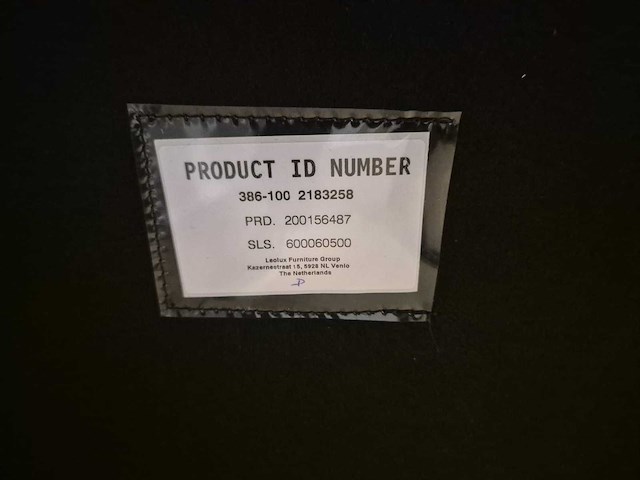 PRODUCT ID NUMBER
386-100 2183258
PRD. 200156487
SLS. 600060500
Leolux Furniture Group
Kazernestraat 15, 5928 NL Venlo
The Netherlands